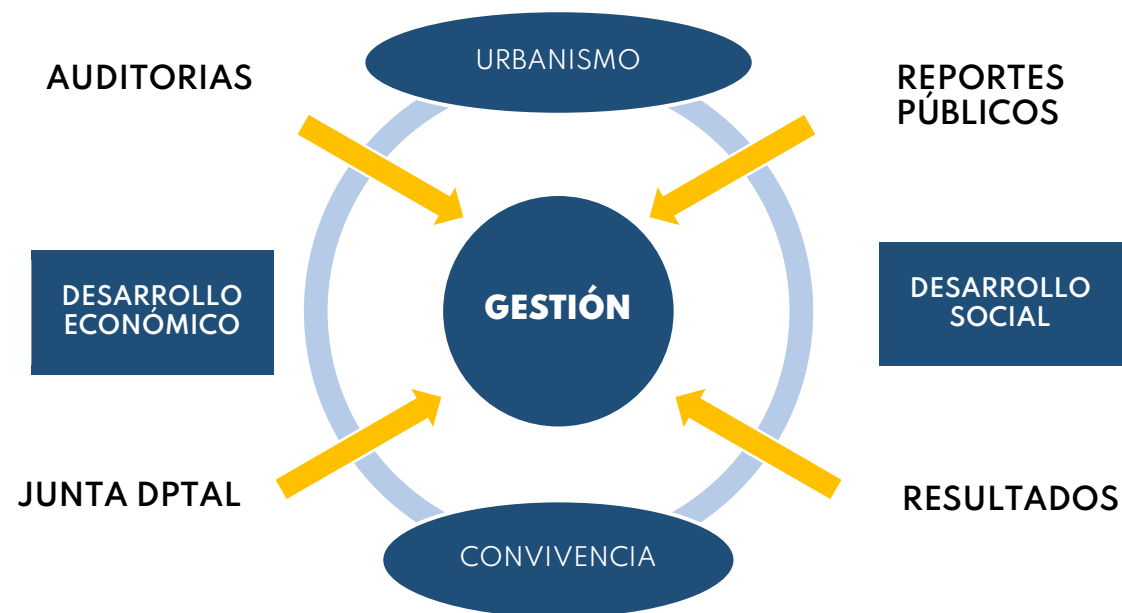 URBANISMO
AUDITORIAS
REPORTES
PÚBLICOS
GESTIÓN
DESARROLLO
ECONÓMICO
DESARROLLO
SOCIAL
JUNTA DPTAL
RESULTADOS
CONVIVENCIA